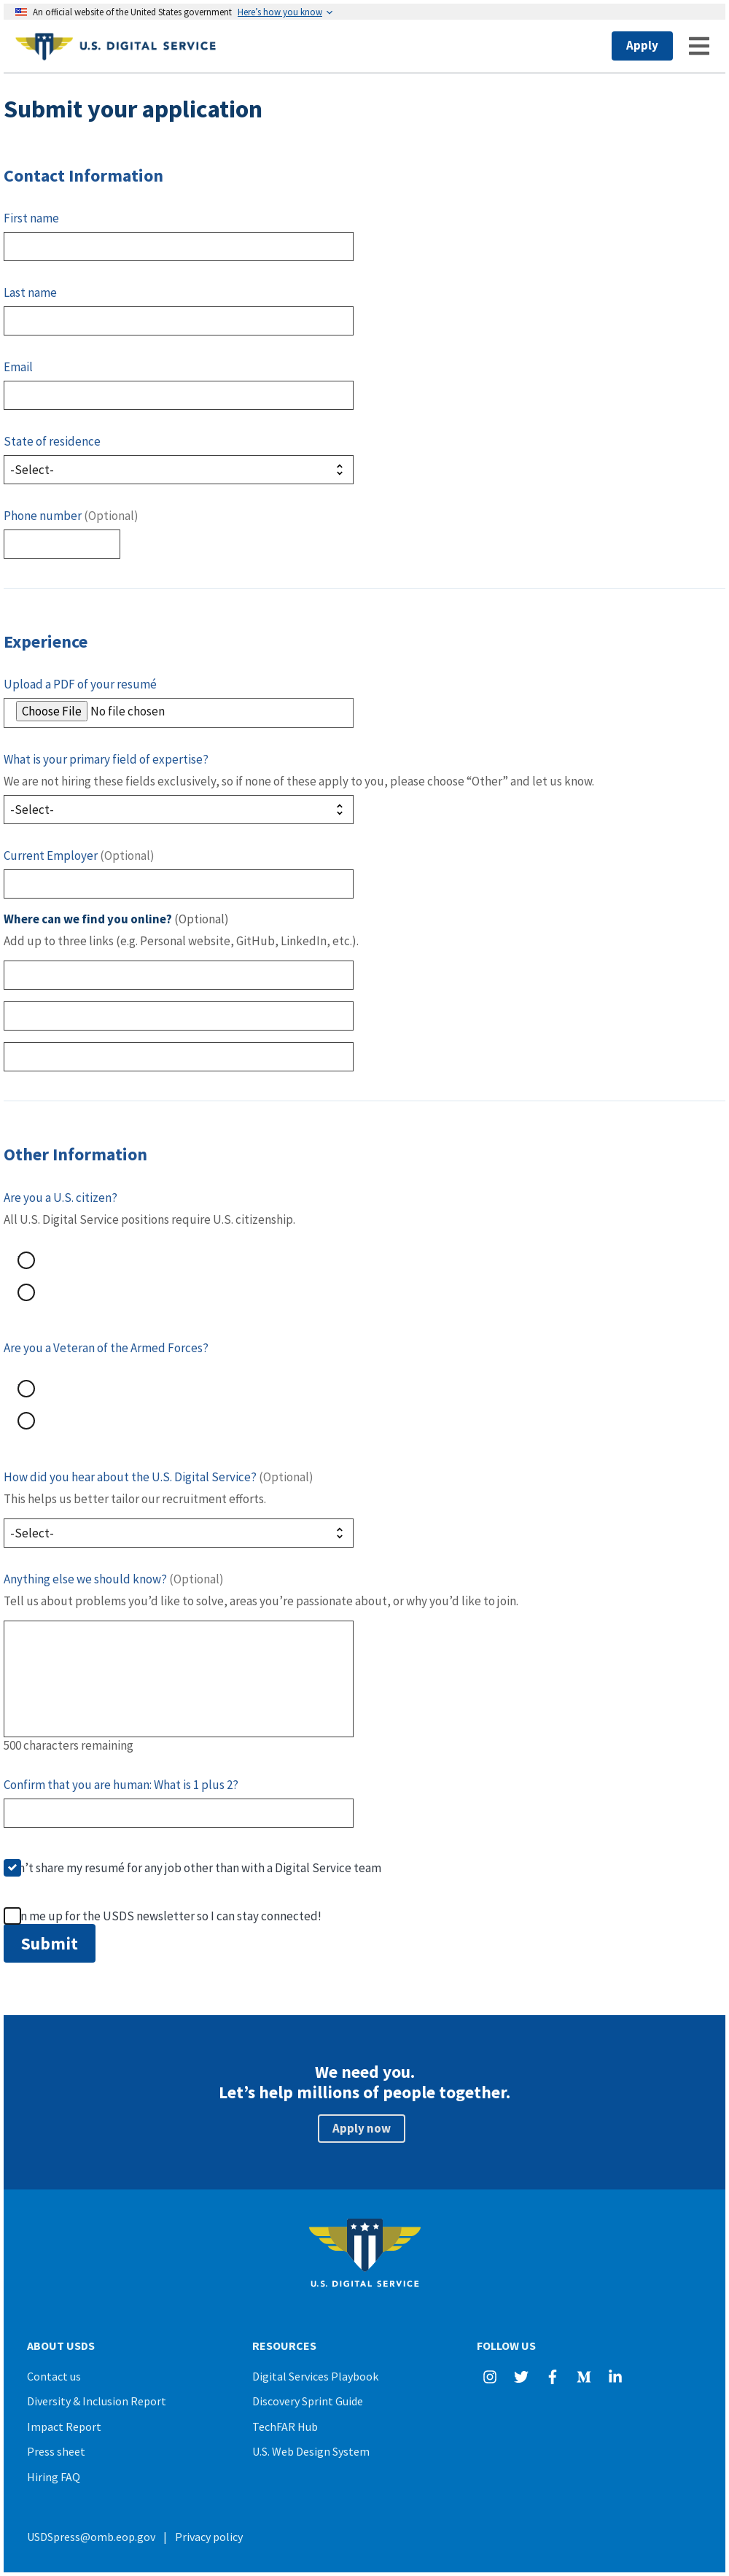 An official website of the United States government Here’s how you know
U.S. DIGITAL SERVICE
Apply
Submit your application
Contact Information
First name
Last name
Email
State of residence
-Select-
Phone number (Optional)
Experience
Upload a PDF of your resumé
Choose File No file chosen
What is your primary field of expertise?
We are not hiring these fields exclusively, so if none of these apply to you, please choose “Other” and let us know.
-Select-
Current Employer (Optional)
Where can we find you online? (Optional)
Add up to three links (e.g. Personal website, GitHub, LinkedIn, etc.).
Other Information
Are you a U.S. citizen?
All U.S. Digital Service positions require U.S. citizenship.
Are you a Veteran of the Armed Forces?
How did you hear about the U.S. Digital Service? (Optional)
This helps us better tailor our recruitment efforts.
-Select-
Anything else we should know? (Optional)
Tell us about problems you’d like to solve, areas you’re passionate about, or why you’d like to join.
500 characters remaining
Confirm that you are human: What is 1 plus 2?
’t share my resumé for any job other than with a Digital Service team
me up for the USDS newsletter so I can stay connected!
Submit
We need you.
Let’s help millions of people together.
Apply now
U.S. DIGITAL SERVICE
ABOUT USDS
Contact us
Diversity & Inclusion Report
Impact Report
Press sheet
Hiring FAQ
RESOURCES
Digital Services Playbook
Discovery Sprint Guide
TechFAR Hub
U.S. Web Design System
FOLLOW US
USDSpress@omb.eop.gov | Privacy policy